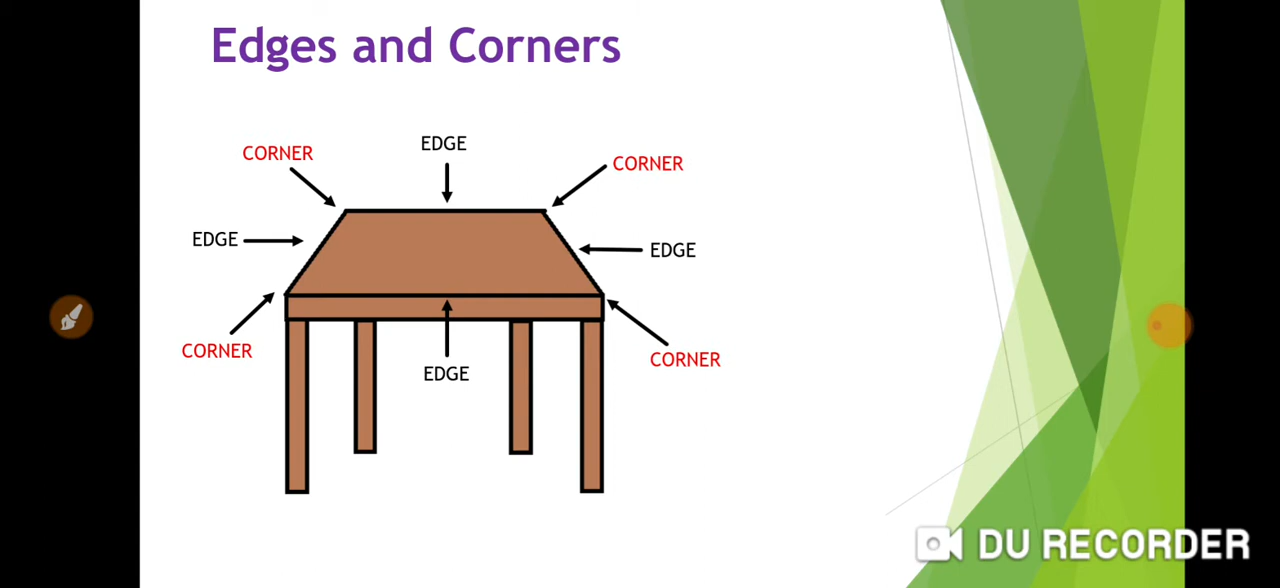 Edges and Corners
EDGE
CORNER
CORNER
EDGE
EDGE
CORNER
CORNER
EDGE
DU RECORDER